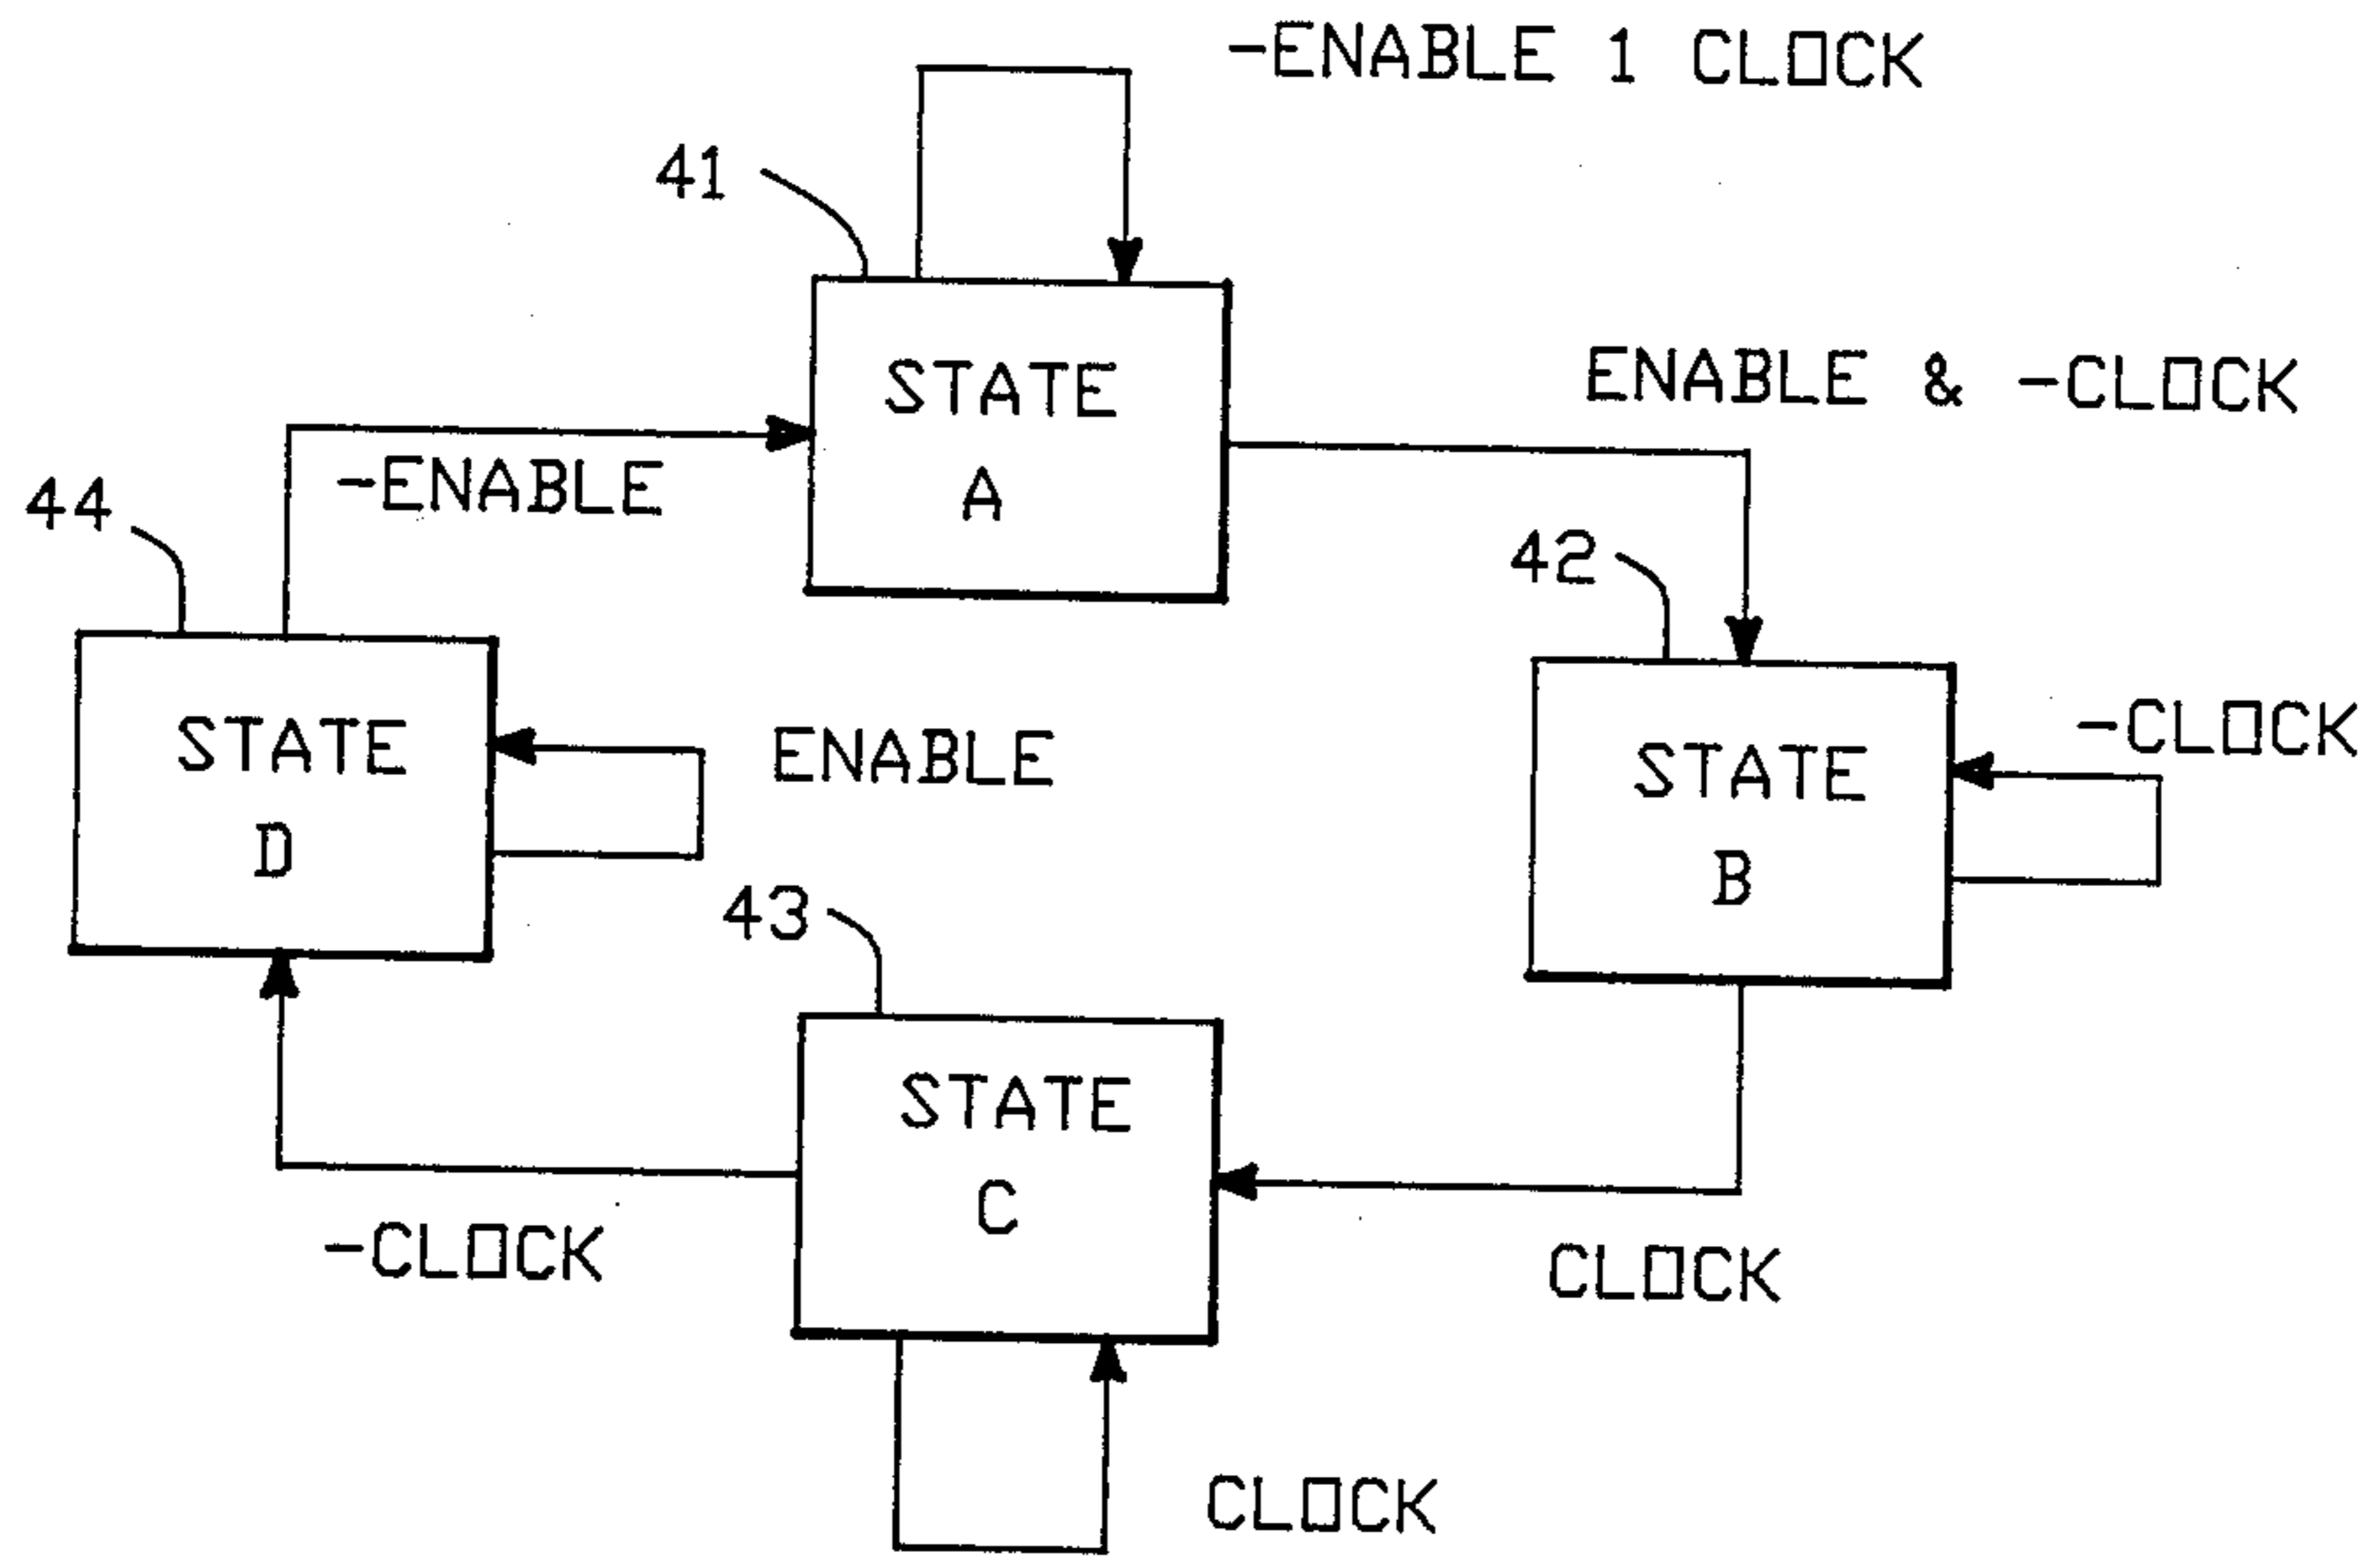 -ENABLE 1 CLOCK
41
STATE
A
ENABLE & -CLOCK
-ENABLE
44
42
STATE
D
ENABLE
-CLOCK
STATE
B
43
STATE
C
-CLOCK
CLOCK
CLOCK